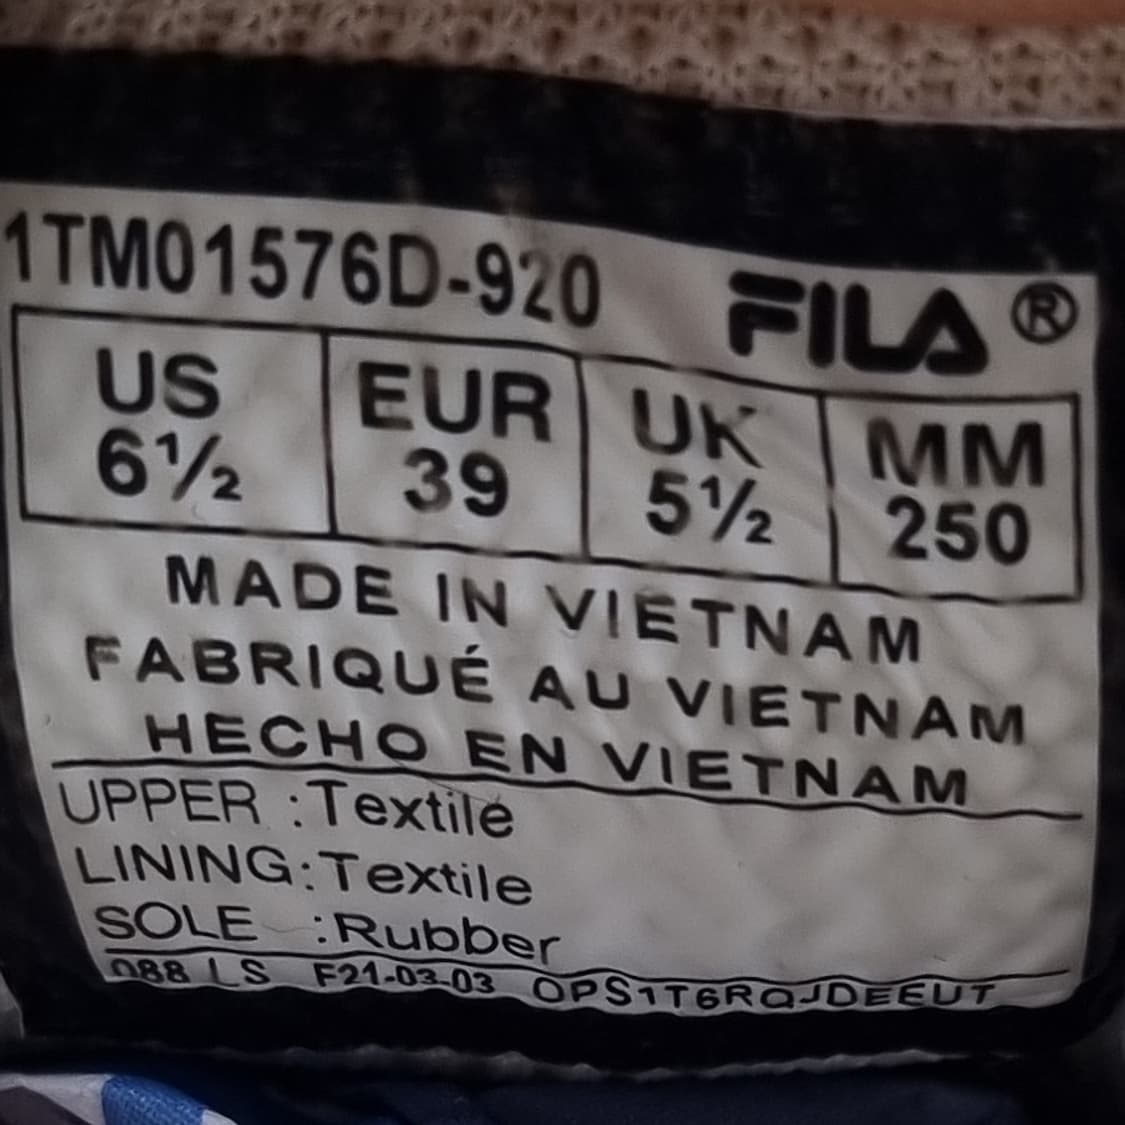 1TM01576D-920 FILA®
US EUR UK MM
6½ 39 5½ 250
MADE IN VIETNAM
FABRIQUÉ AU VIETNAM
HECHO EN VIETNAM
UPPER :Textile
LINING:Textile
SOLE :Rubber
088 LS F21-03-03 OPS1T6RQJDEEUT